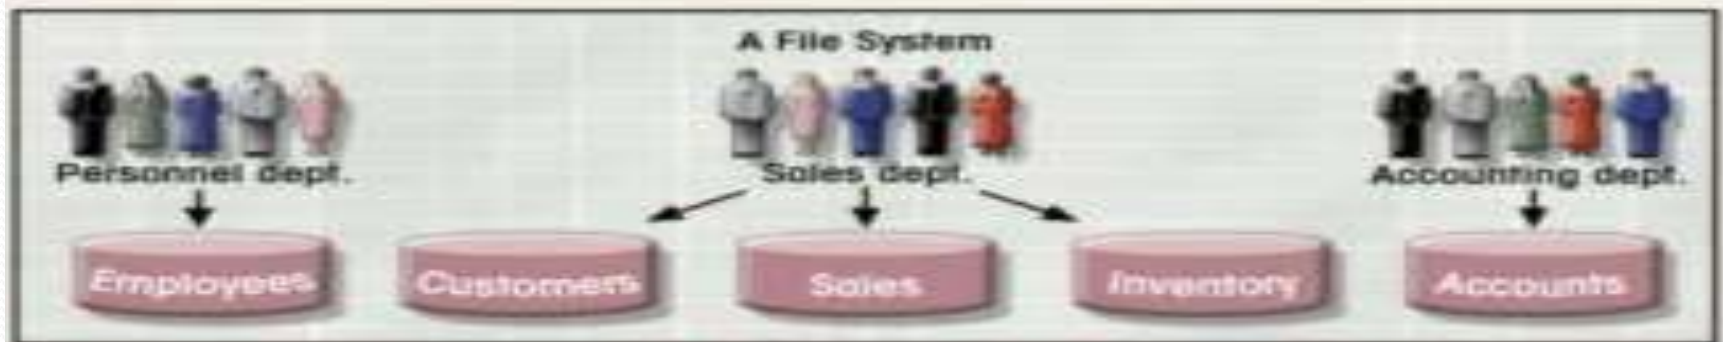 A File System
Personnel dept.
Sales dept.
Accounting dept.
Employees
Customers
Sales
Inventory
Accounts